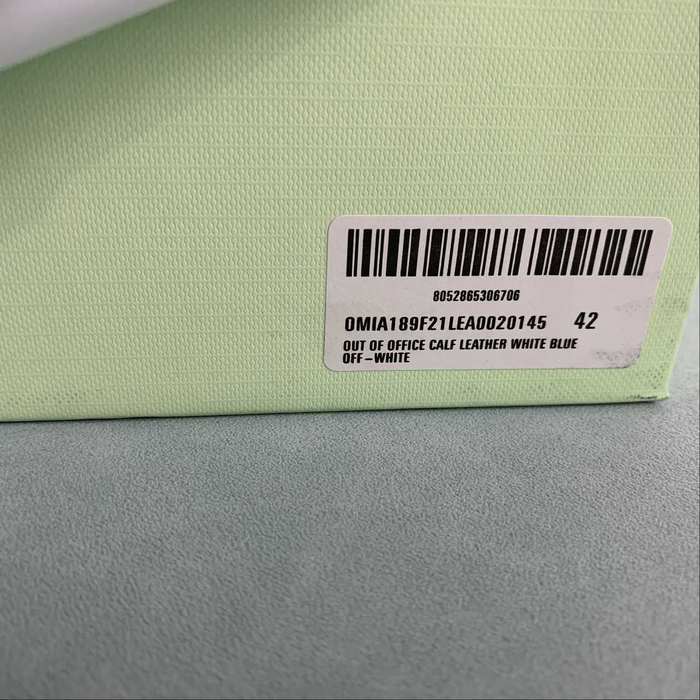 8052865306706
OMIA189F21LEA0020145 42
OUT OF OFFICE CALF LEATHER WHITE BLUE
OFF-WHITE